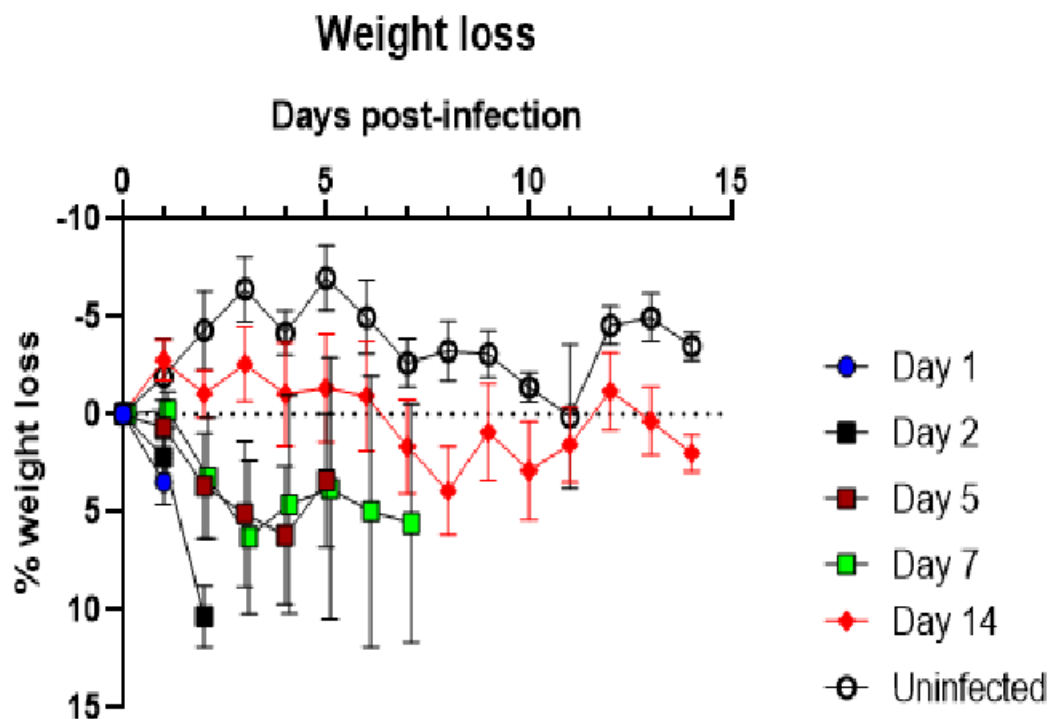 Weight loss
Days post-infection
0 5 10 15
-10
-5
0
5
10
15
% weight loss
Day 1
Day 2
Day 5
Day 7
Day 14
Uninfected